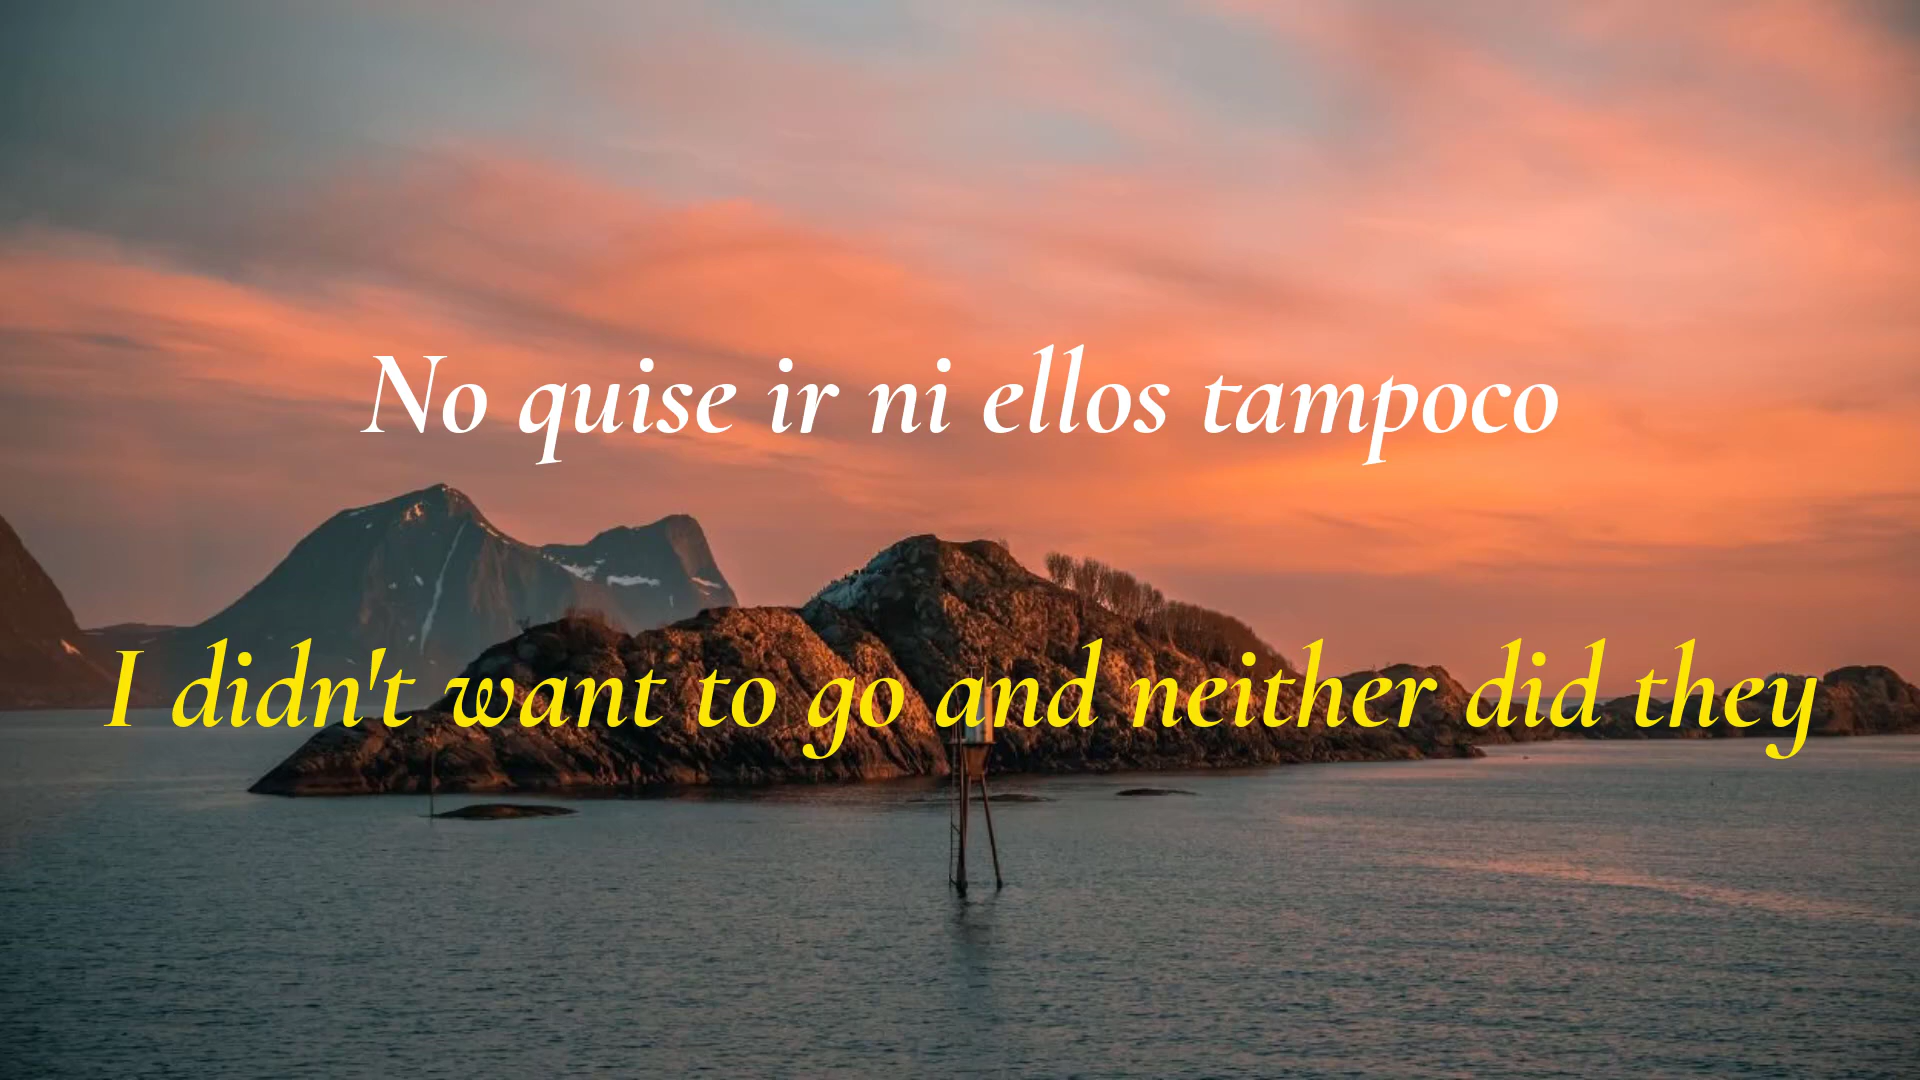 No quise ir ni ellos tampoco
I didn't want to go and neither did they